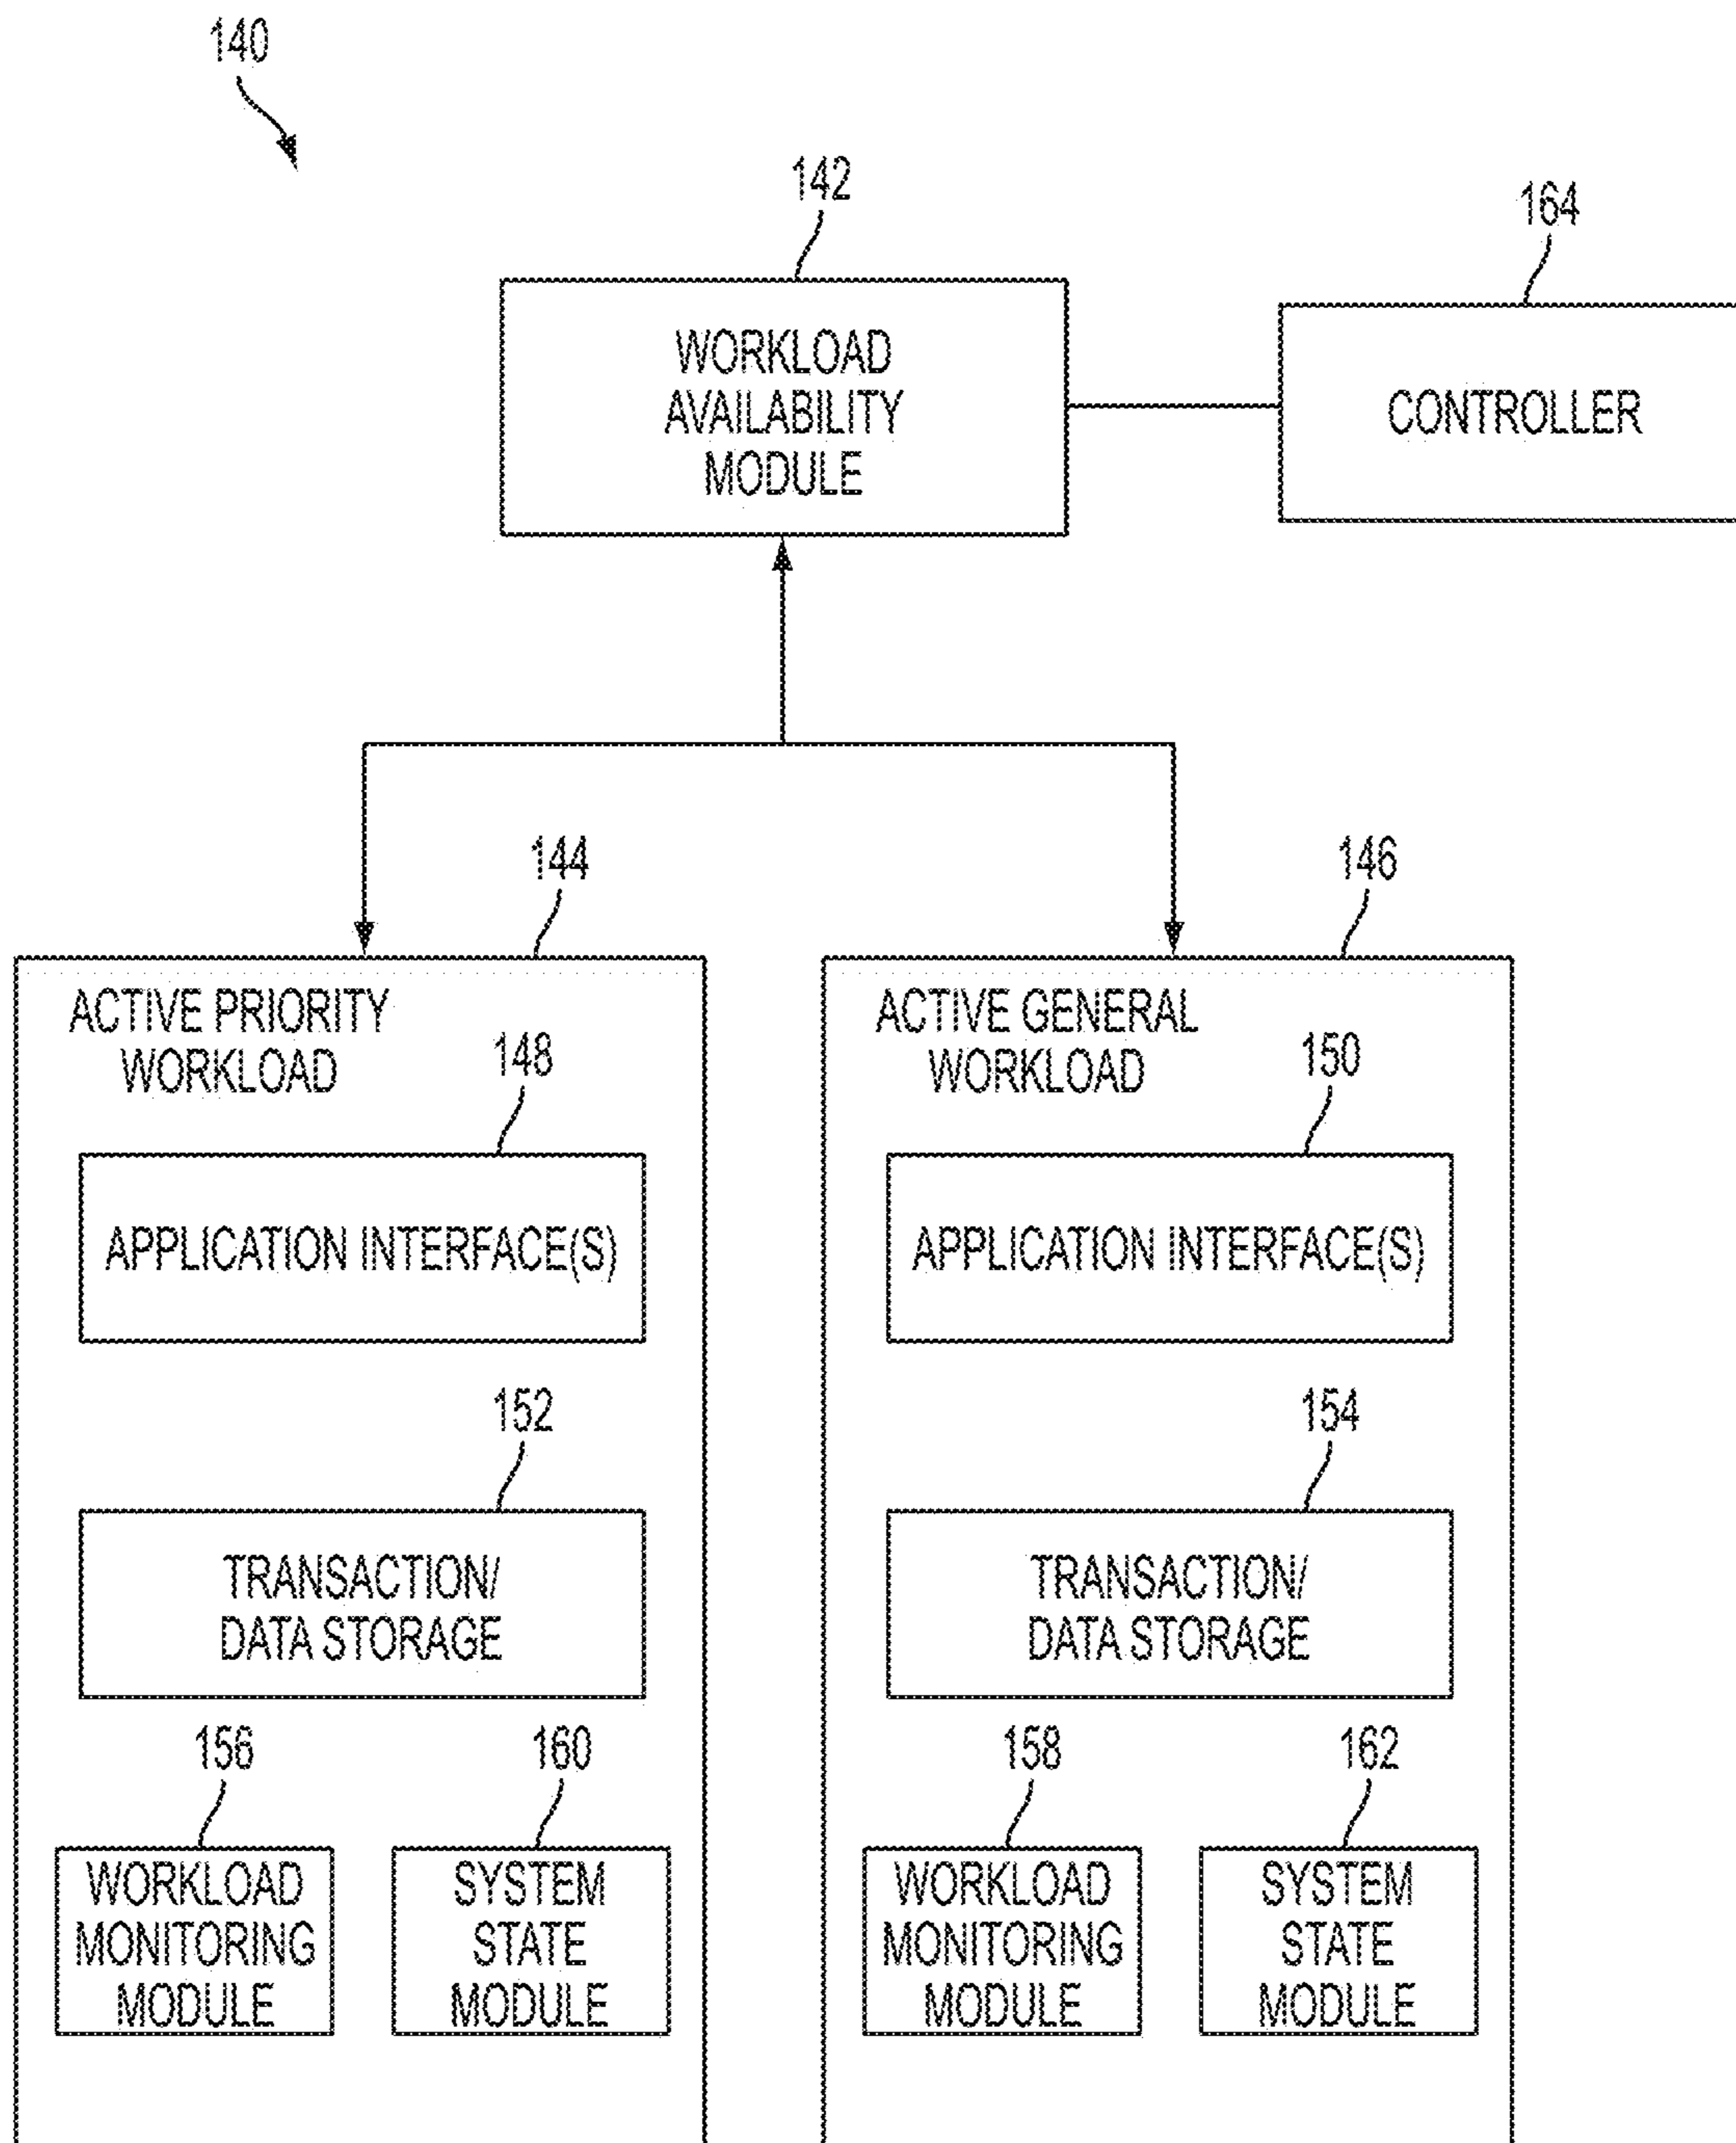 140
142
164
WORKLOAD
AVAILABILITY
MODULE
CONTROLLER
144
146
ACTIVE PRIORITY
WORKLOAD
148
APPLICATION INTERFACE(S)
152
TRANSACTION/
DATA STORAGE
156
160
WORKLOAD
MONITORING
MODULE
SYSTEM
STATE
MODULE
ACTIVE GENERAL
WORKLOAD
150
APPLICATION INTERFACE(S)
154
TRANSACTION/
DATA STORAGE
158
162
WORKLOAD
MONITORING
MODULE
SYSTEM
STATE
MODULE